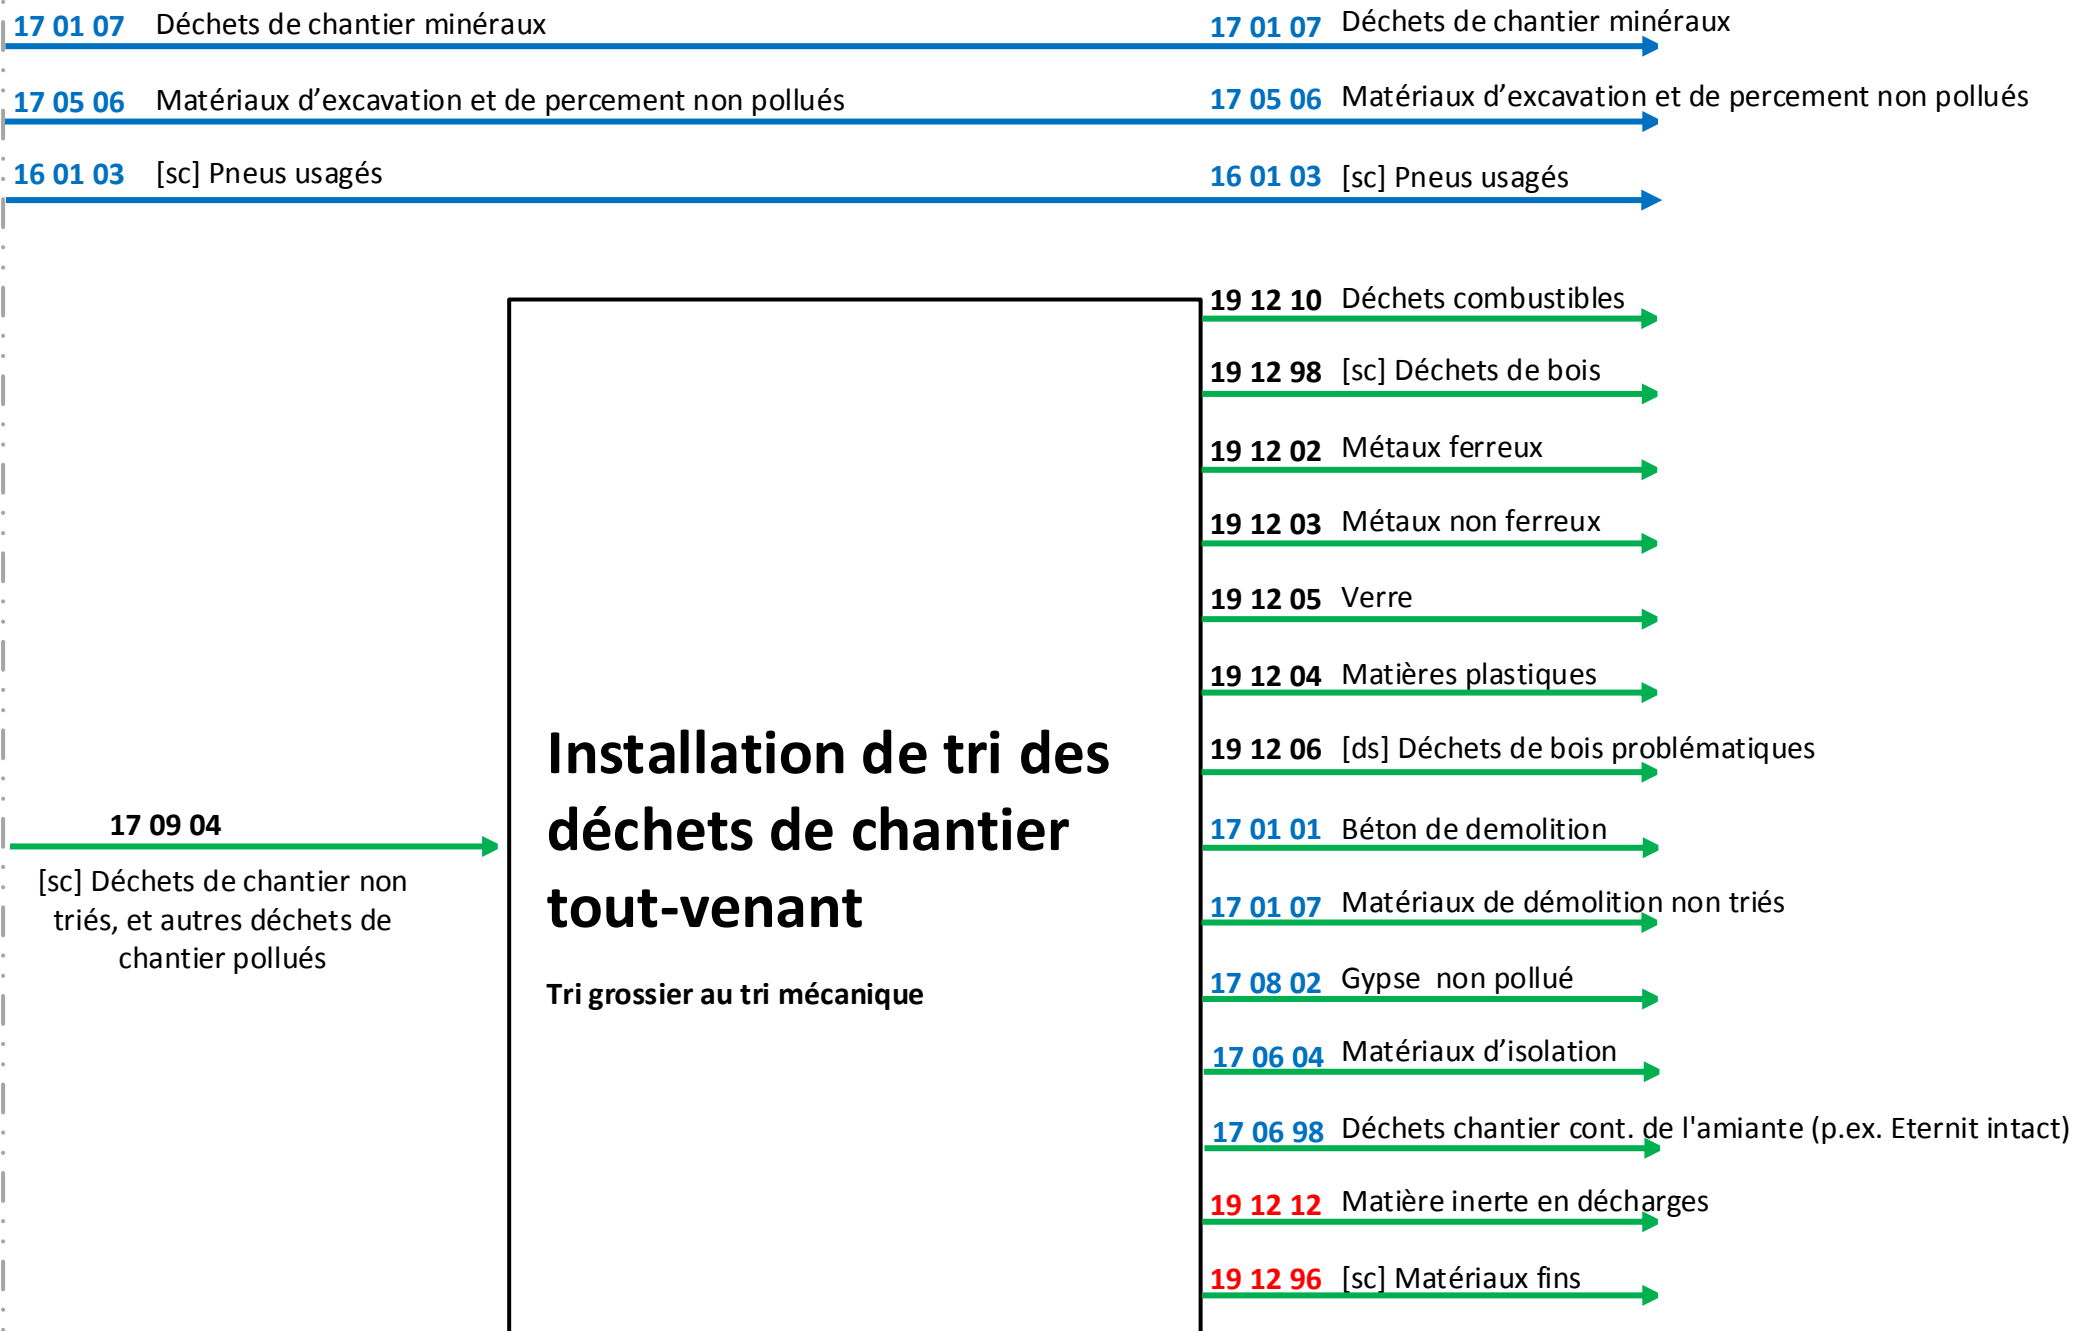 17 01 07 Déchets de chantier minéraux
17 01 07 Déchets de chantier minéraux
17 05 06 Matériaux d’excavation et de percement non pollués
17 05 06 Matériaux d’excavation et de percement non pollués
16 01 03 [sc] Pneus usagés
16 01 03 [sc] Pneus usagés
17 09 04
[sc] Déchets de chantier non
triés, et autres déchets de
chantier pollués
Installation de tri des
déchets de chantier
tout-venant
Tri grossier au tri mécanique
19 12 10 Déchets combustibles
19 12 98 [sc] Déchets de bois
19 12 02 Métaux ferreux
19 12 03 Métaux non ferreux
19 12 05 Verre
19 12 04 Matières plastiques
19 12 06 [ds] Déchets de bois problématiques
17 01 01 Béton de demolition
17 01 07 Matériaux de démolition non triés
17 08 02 Gypse non pollué
17 06 04 Matériaux d’isolation
17 06 98 Déchets chantier cont. de l'amiante (p.ex. Eternit intact)
19 12 12 Matière inerte en décharges
19 12 96 [sc] Matériaux fins